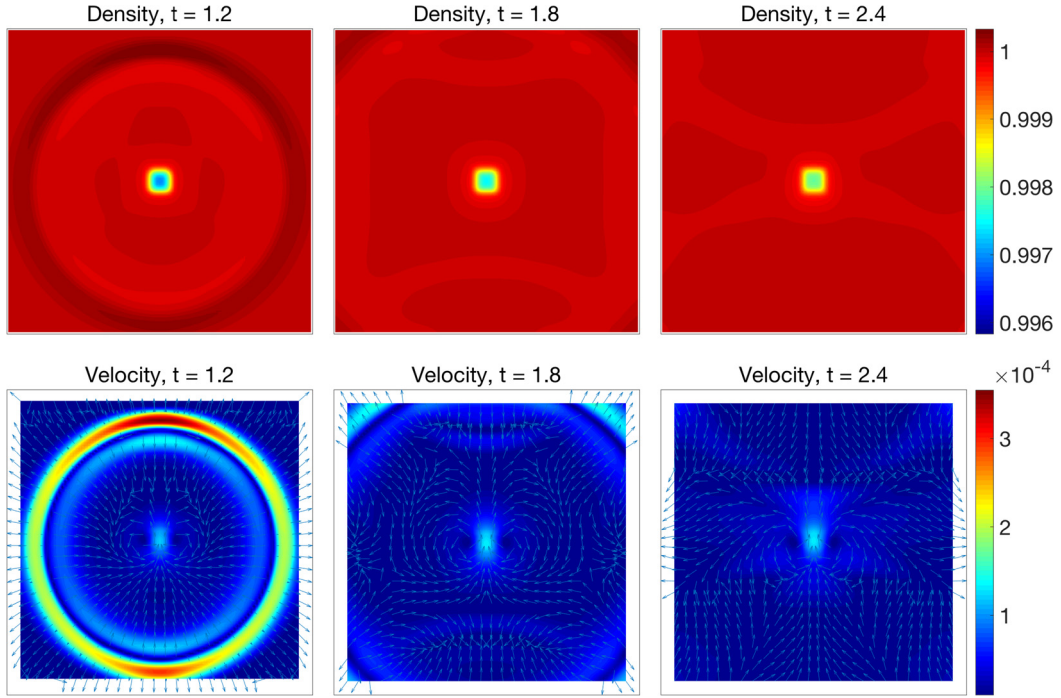 Density, t = 1.2
Density, t = 1.8
Density, t = 2.4
1
0.999
0.998
0.997
0.996
Velocity, t = 1.2
Velocity, t = 1.8
Velocity, t = 2.4
×10⁻⁴
3
2
1